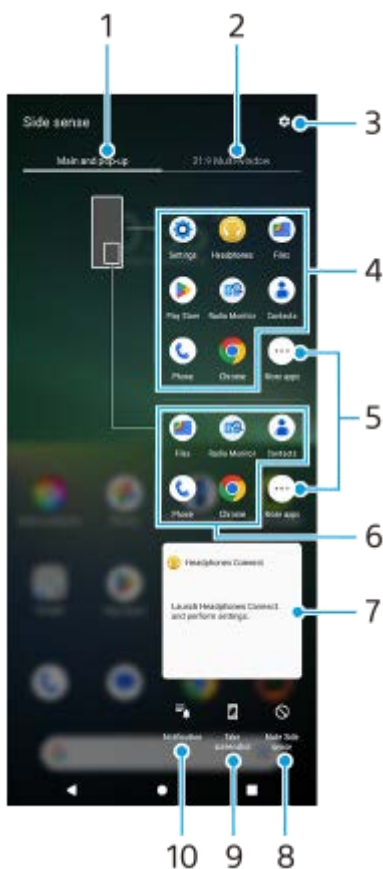 1
2
Side sense
3
Main and pop-up
21:9 Multi-window
Settings
Headphones
Files
4
Play Store
Radio Monitor
Contacts
Phone
Chrome
More apps
5
Files
Radio Monitor
Contacts
Phone
Chrome
More apps
6
Headphones Connect
Launch Headphones Connect
and perform settings.
7
Notification
Take
screenshot
Hide Side
sense
10
9
8